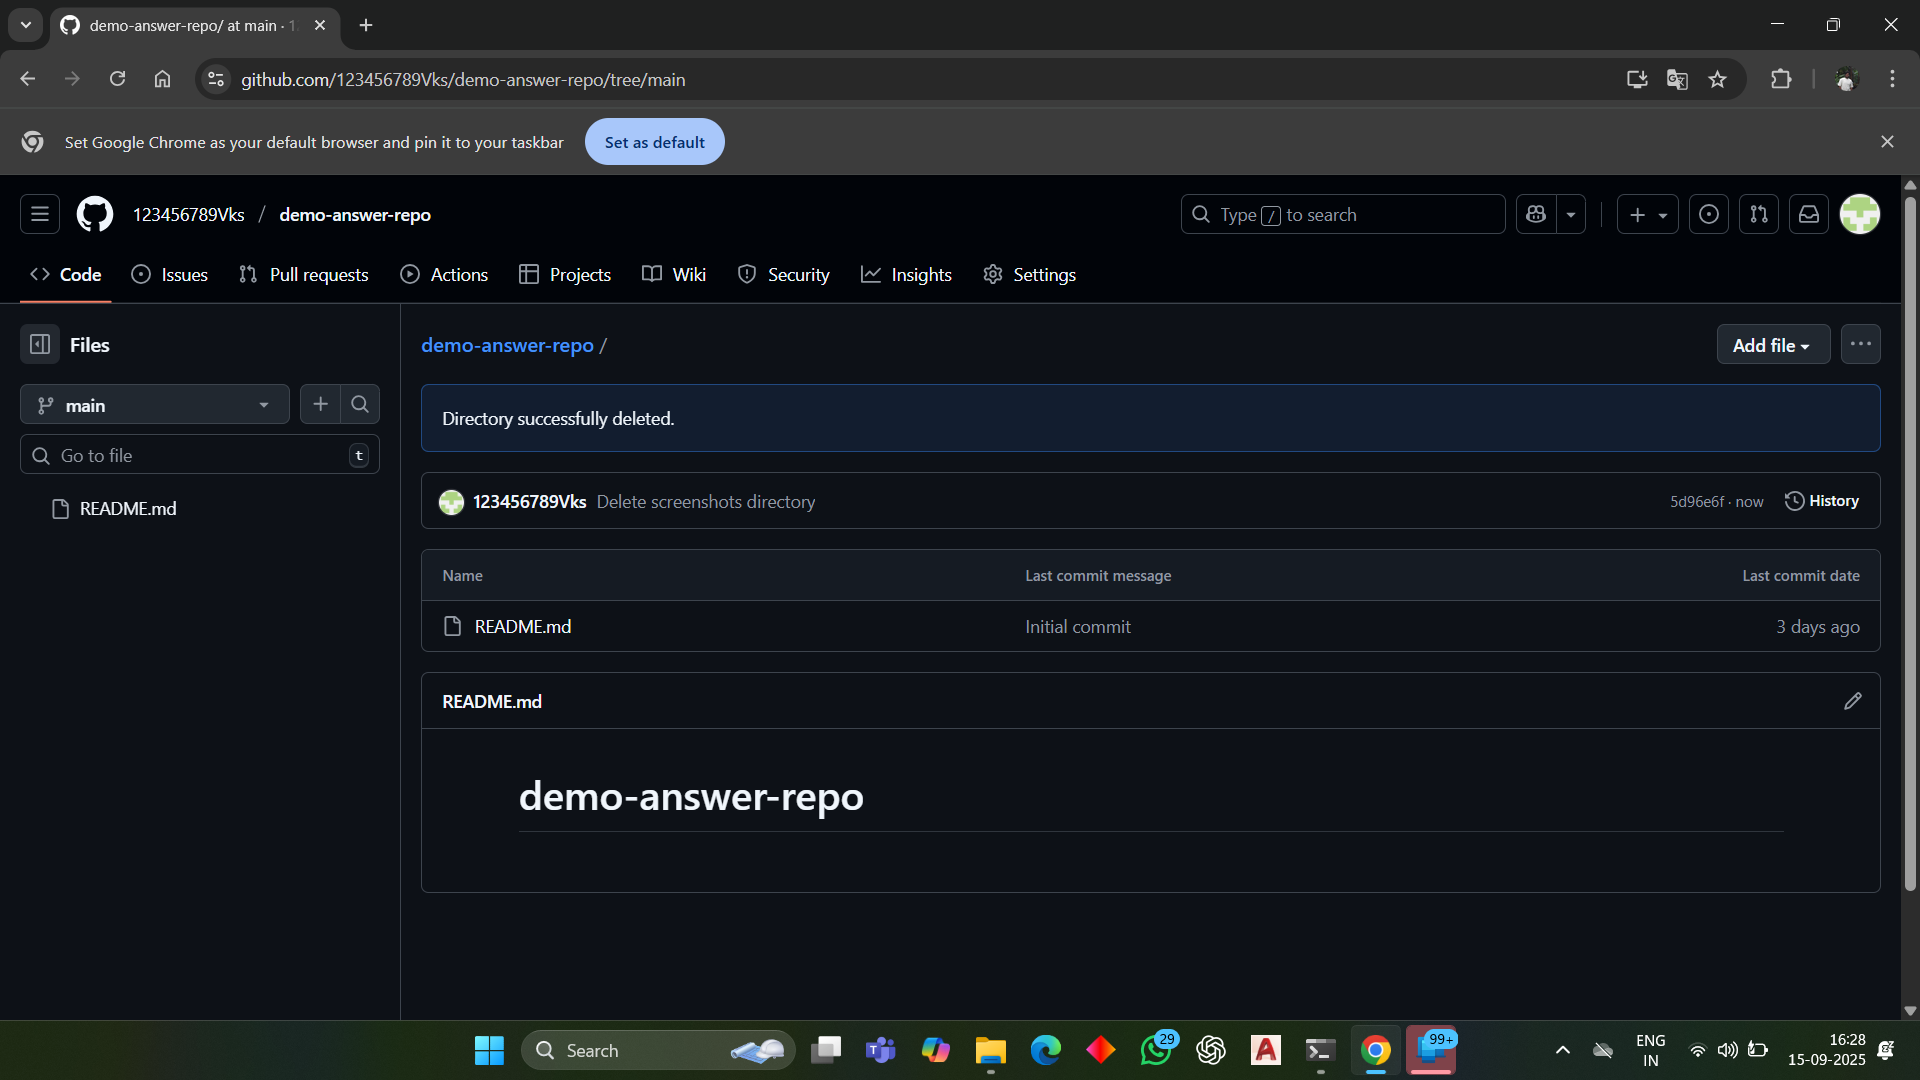 demo-answer-repo/ at main · 1
github.com/123456789Vks/demo-answer-repo/tree/main
Set Google Chrome as your default browser and pin it to your taskbar
Set as default
123456789Vks / demo-answer-repo
Type / to search
Code
Issues
Pull requests
Actions
Projects
Wiki
Security
Insights
Settings
Files
main
Go to file
t
README.md
demo-answer-repo /
Add file
Directory successfully deleted.
123456789Vks Delete screenshots directory
5d96e6f · now
History
Name Last commit message Last commit date
README.md Initial commit 3 days ago
README.md
demo-answer-repo
Search
29
99+
ENG
IN
16:28
15-09-2025